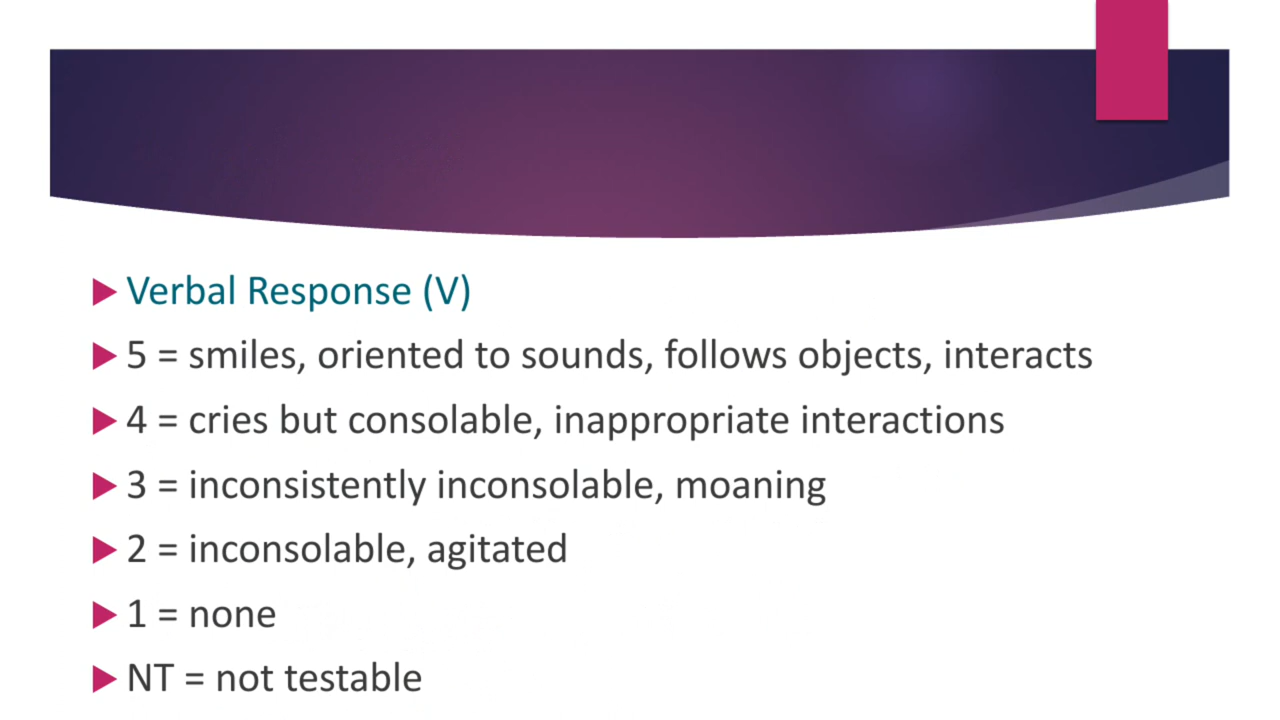 Verbal Response (V)
5 = smiles, oriented to sounds, follows objects, interacts
4 = cries but consolable, inappropriate interactions
3 = inconsistently inconsolable, moaning
2 = inconsolable, agitated
1 = none
NT = not testable